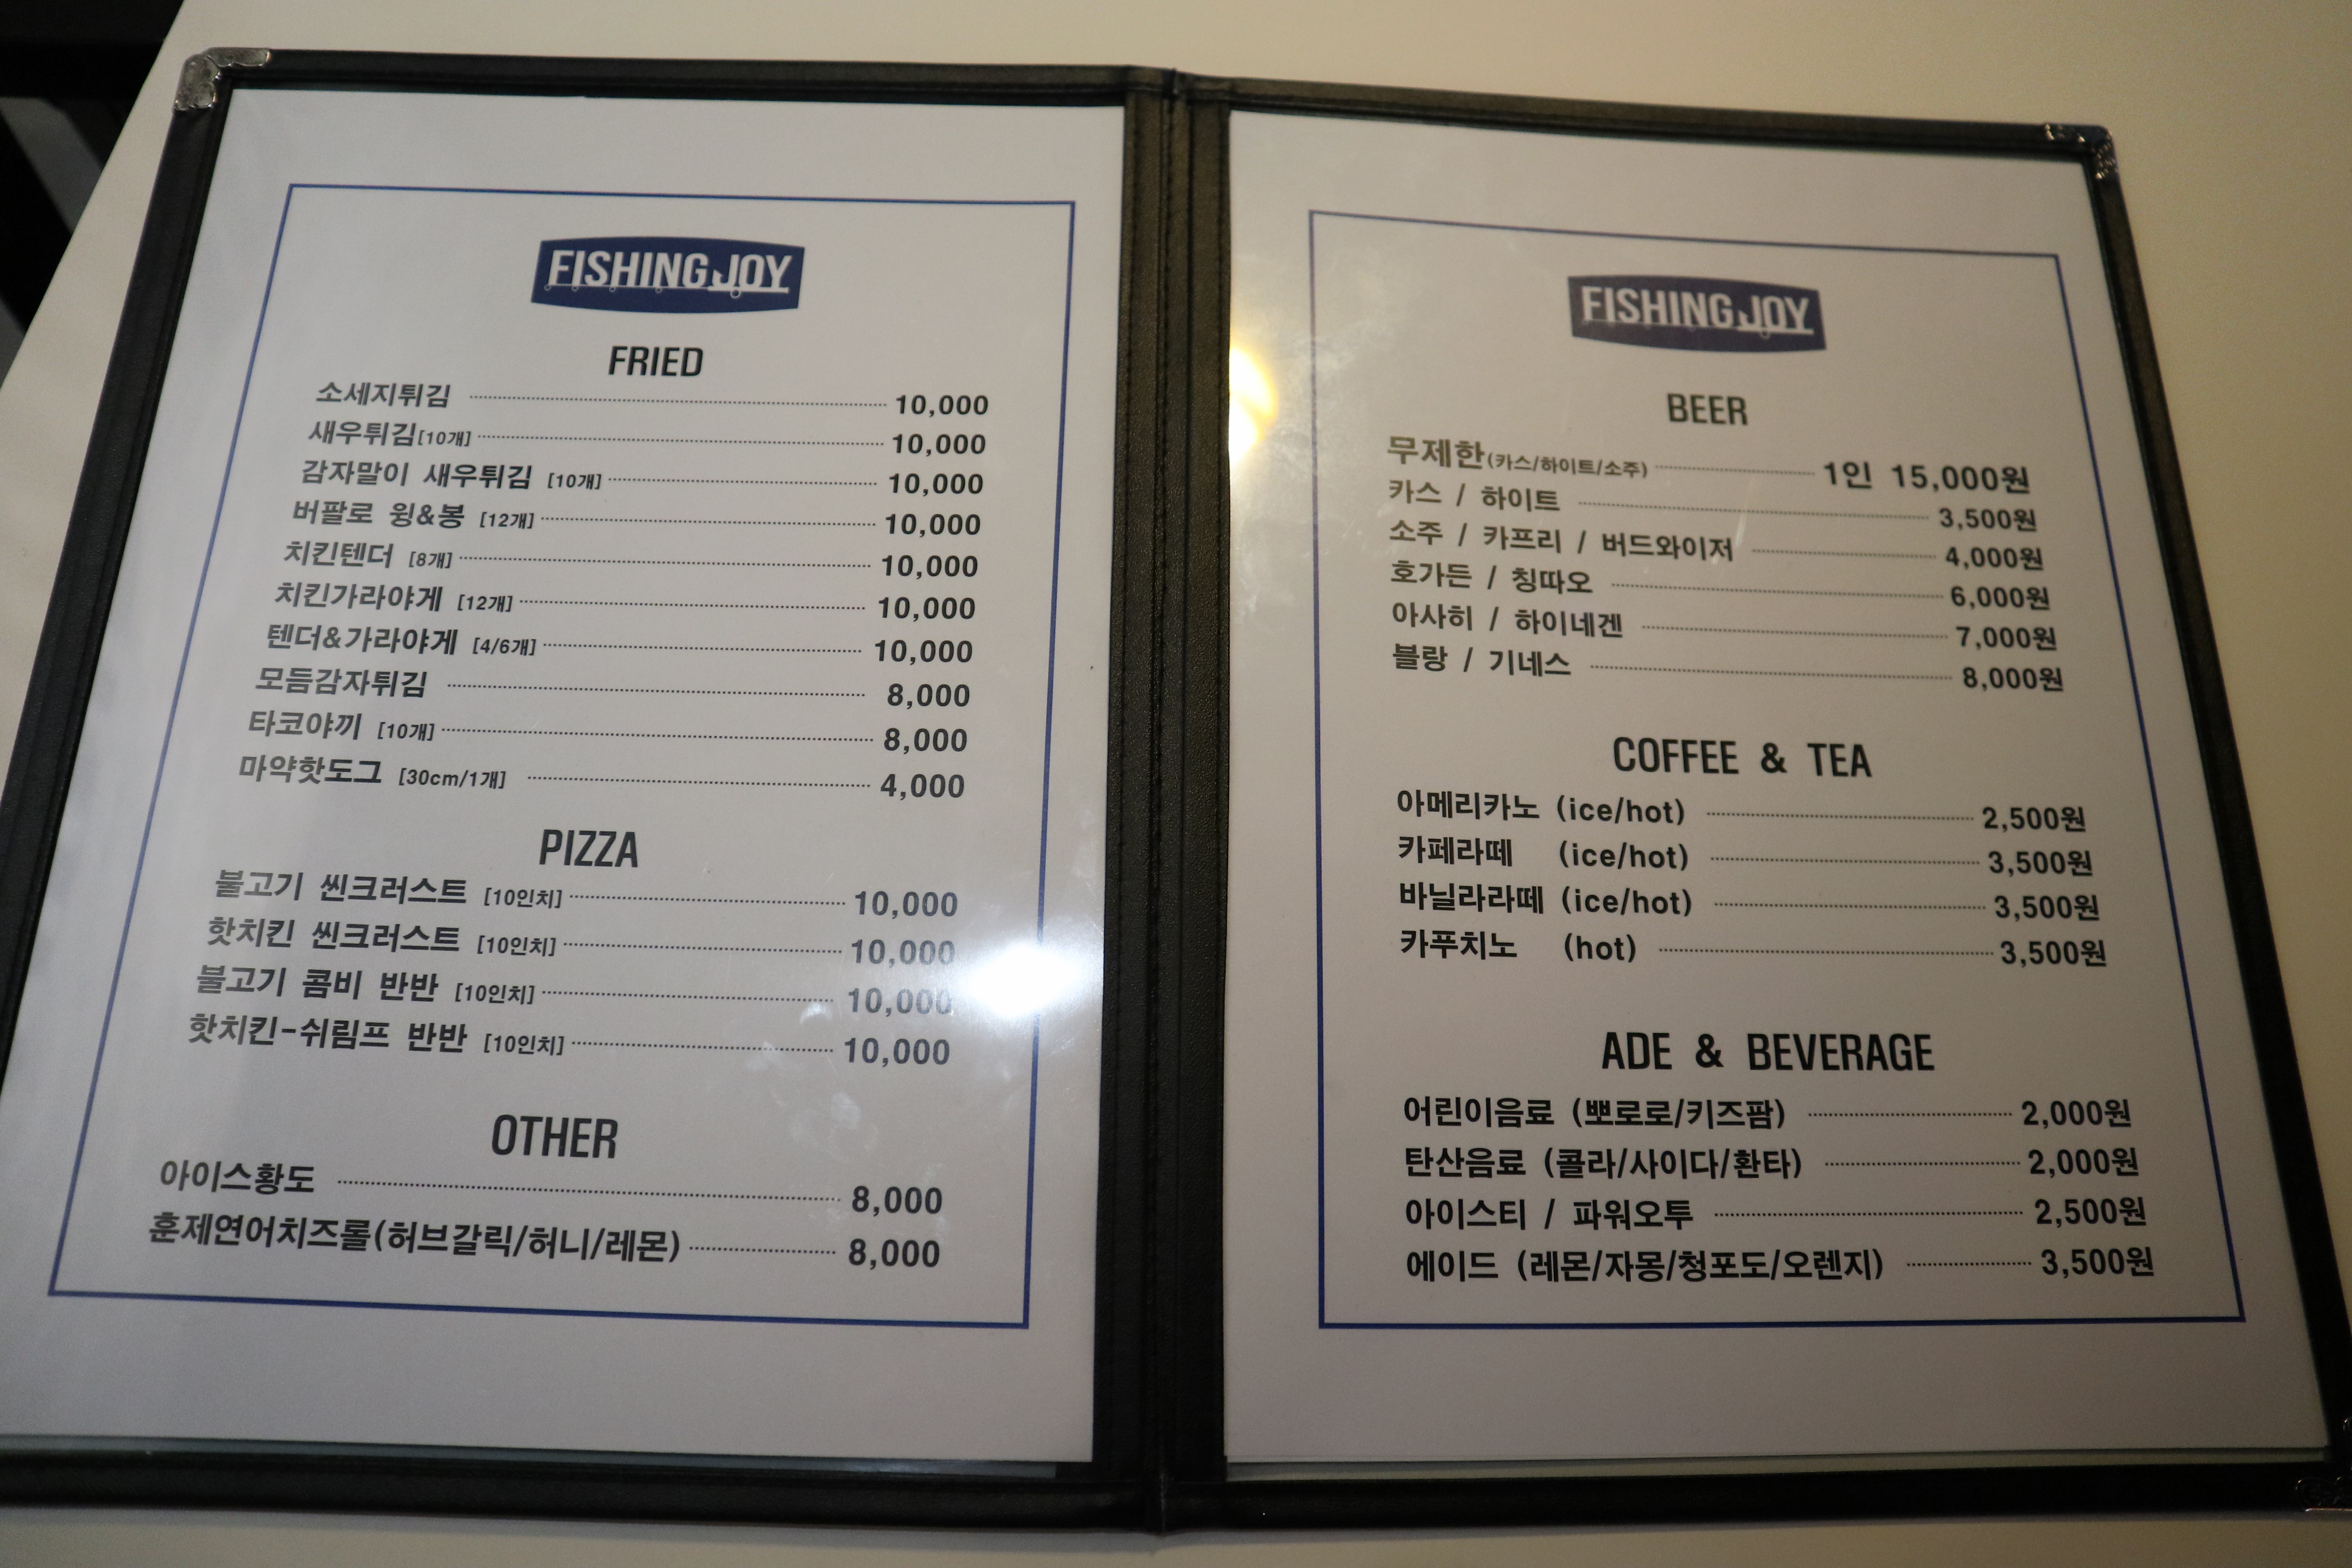 FISHING JOY
FRIED
소세지튀김 10,000
새우튀김[10개] 10,000
감자말이 새우튀김 [10개] 10,000
버팔로 윙&봉 [12개] 10,000
치킨텐더 [8개] 10,000
치킨가라야게 [12개] 10,000
텐더&가라야게 [4/6개] 10,000
모듬감자튀김 8,000
타코야끼 [10개] 8,000
마약핫도그 [30cm/1개] 4,000
PIZZA
불고기 씬크러스트 [10인치] 10,000
핫치킨 씬크러스트 [10인치] 10,000
불고기 콤비 반반 [10인치] 10,000
핫치킨-쉬림프 반반 [10인치] 10,000
OTHER
아이스황도 8,000
훈제연어치즈롤(허브갈릭/허니/레몬) 8,000
FISHING JOY
BEER
무제한(카스/하이트/소주) 1인 15,000원
카스 / 하이트 3,500원
소주 / 카프리 / 버드와이저 4,000원
호가든 / 칭따오 6,000원
아사히 / 하이네겐 7,000원
블랑 / 기네스 8,000원
COFFEE & TEA
아메리카노 (ice/hot) 2,500원
카페라떼 (ice/hot) 3,500원
바닐라라떼 (ice/hot) 3,500원
카푸치노 (hot) 3,500원
ADE & BEVERAGE
어린이음료 (뽀로로/키즈팜) 2,000원
탄산음료 (콜라/사이다/환타) 2,000원
아이스티 / 파워오투 2,500원
에이드 (레몬/자몽/청포도/오렌지) 3,500원